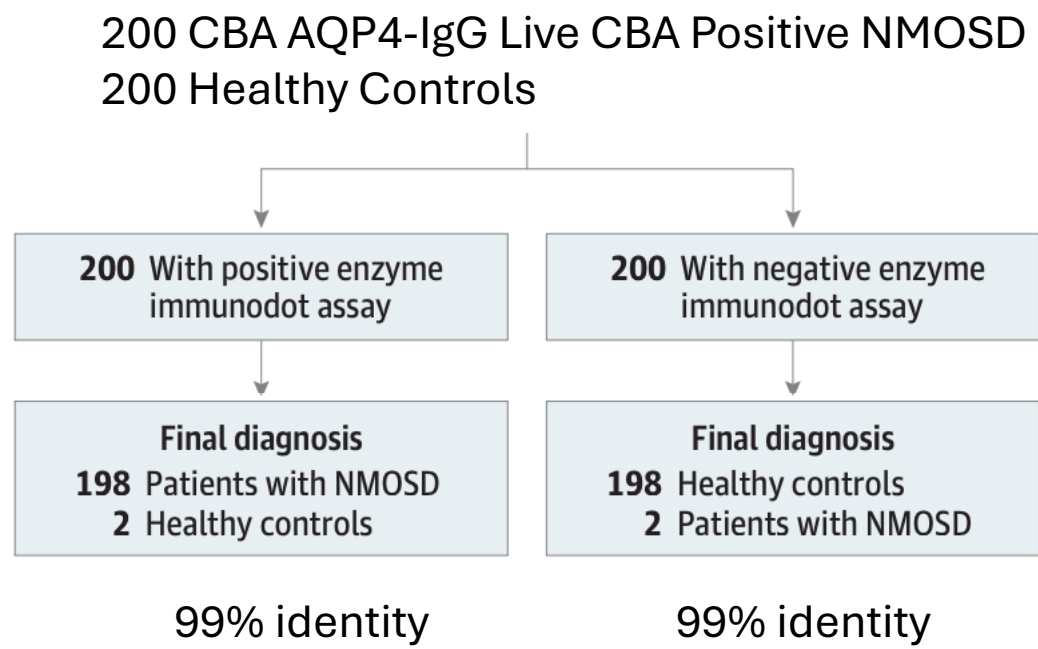 200 CBA AQP4-IgG Live CBA Positive NMOSD
200 Healthy Controls
200 With positive enzyme
immunodot assay
200 With negative enzyme
immunodot assay
Final diagnosis
198 Patients with NMOSD
2 Healthy controls
Final diagnosis
198 Healthy controls
2 Patients with NMOSD
99% identity
99% identity